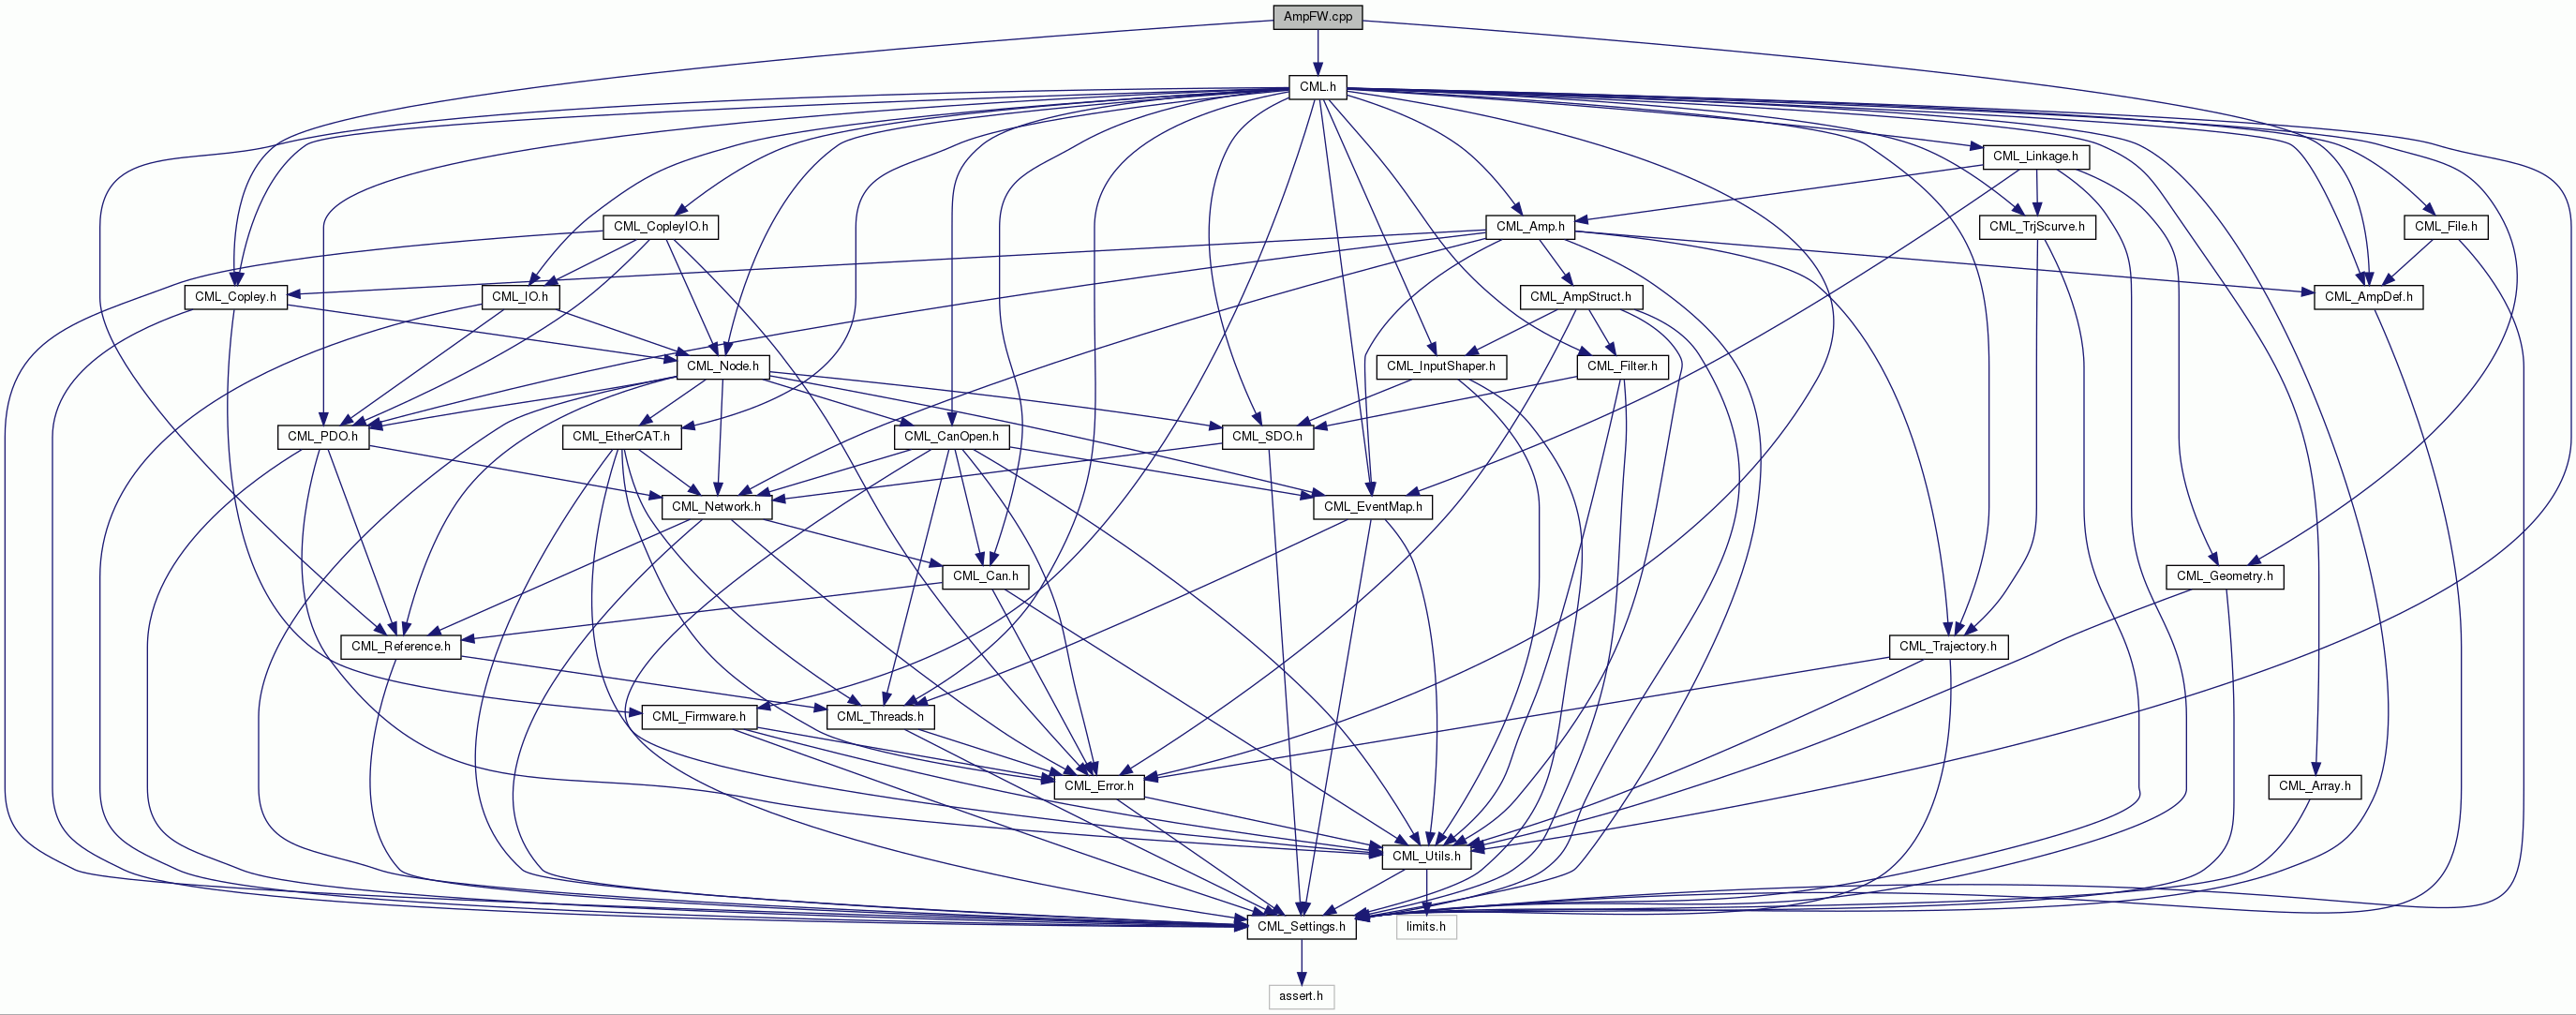 AmpFW.cpp
CML.h
CML_Linkage.h
CML_CopleyIO.h
CML_Amp.h
CML_TrjScurve.h
CML_File.h
CML_Copley.h
CML_IO.h
CML_AmpStruct.h
CML_AmpDef.h
CML_Node.h
CML_InputShaper.h
CML_Filter.h
CML_PDO.h
CML_EtherCAT.h
CML_CanOpen.h
CML_SDO.h
CML_Network.h
CML_EventMap.h
CML_Can.h
CML_Geometry.h
CML_Reference.h
CML_Trajectory.h
CML_Firmware.h
CML_Threads.h
CML_Error.h
CML_Array.h
CML_Utils.h
CML_Settings.h
limits.h
assert.h